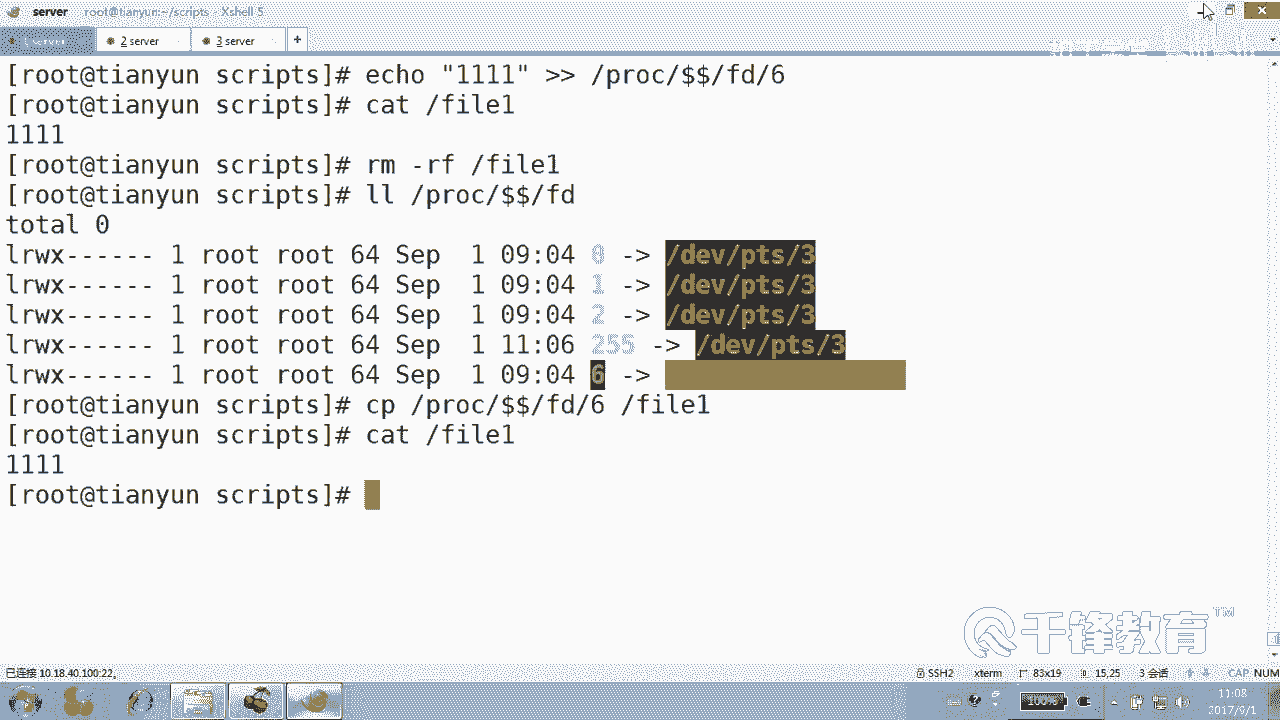 server root@tianyun:~/scripts - Xshell 5
1 server 2 server 3 server +
[root@tianyun scripts]# echo "1111" >> /proc/$$/fd/6
[root@tianyun scripts]# cat /file1
1111
[root@tianyun scripts]# rm -rf /file1
[root@tianyun scripts]# ll /proc/$$/fd
total 0
lrwx------ 1 root root 64 Sep  1 09:04 0 -> /dev/pts/3
lrwx------ 1 root root 64 Sep  1 09:04 1 -> /dev/pts/3
lrwx------ 1 root root 64 Sep  1 09:04 2 -> /dev/pts/3
lrwx------ 1 root root 64 Sep  1 11:06 255 -> /dev/pts/3
lrwx------ 1 root root 64 Sep  1 09:04 6 ->
[root@tianyun scripts]# cp /proc/$$/fd/6 /file1
[root@tianyun scripts]# cat /file1
1111
[root@tianyun scripts]#
千锋教育™
已连接 10.18.40.100:22。 SSH2 xterm 83x19 15,25 3 会话 CAP NUM
100% 11:08
2017/9/1